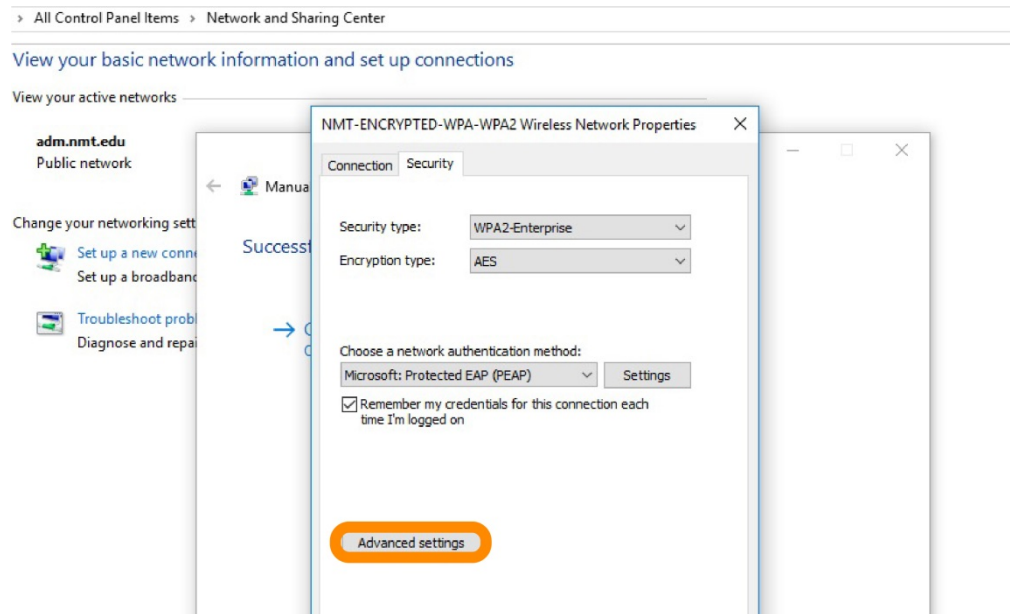 > All Control Panel Items > Network and Sharing Center
View your basic network information and set up connections
View your active networks
adm.nmt.edu
Public network
Change your networking sett
Set up a new conne
Set up a broadband
Troubleshoot probl
Diagnose and repai
Manua
Successf
NMT-ENCRYPTED-WPA-WPA2 Wireless Network Properties
Connection
Security
Security type:
WPA2-Enterprise
Encryption type:
AES
Choose a network authentication method:
Microsoft: Protected EAP (PEAP)
Settings
Remember my credentials for this connection each
time I'm logged on
Advanced settings